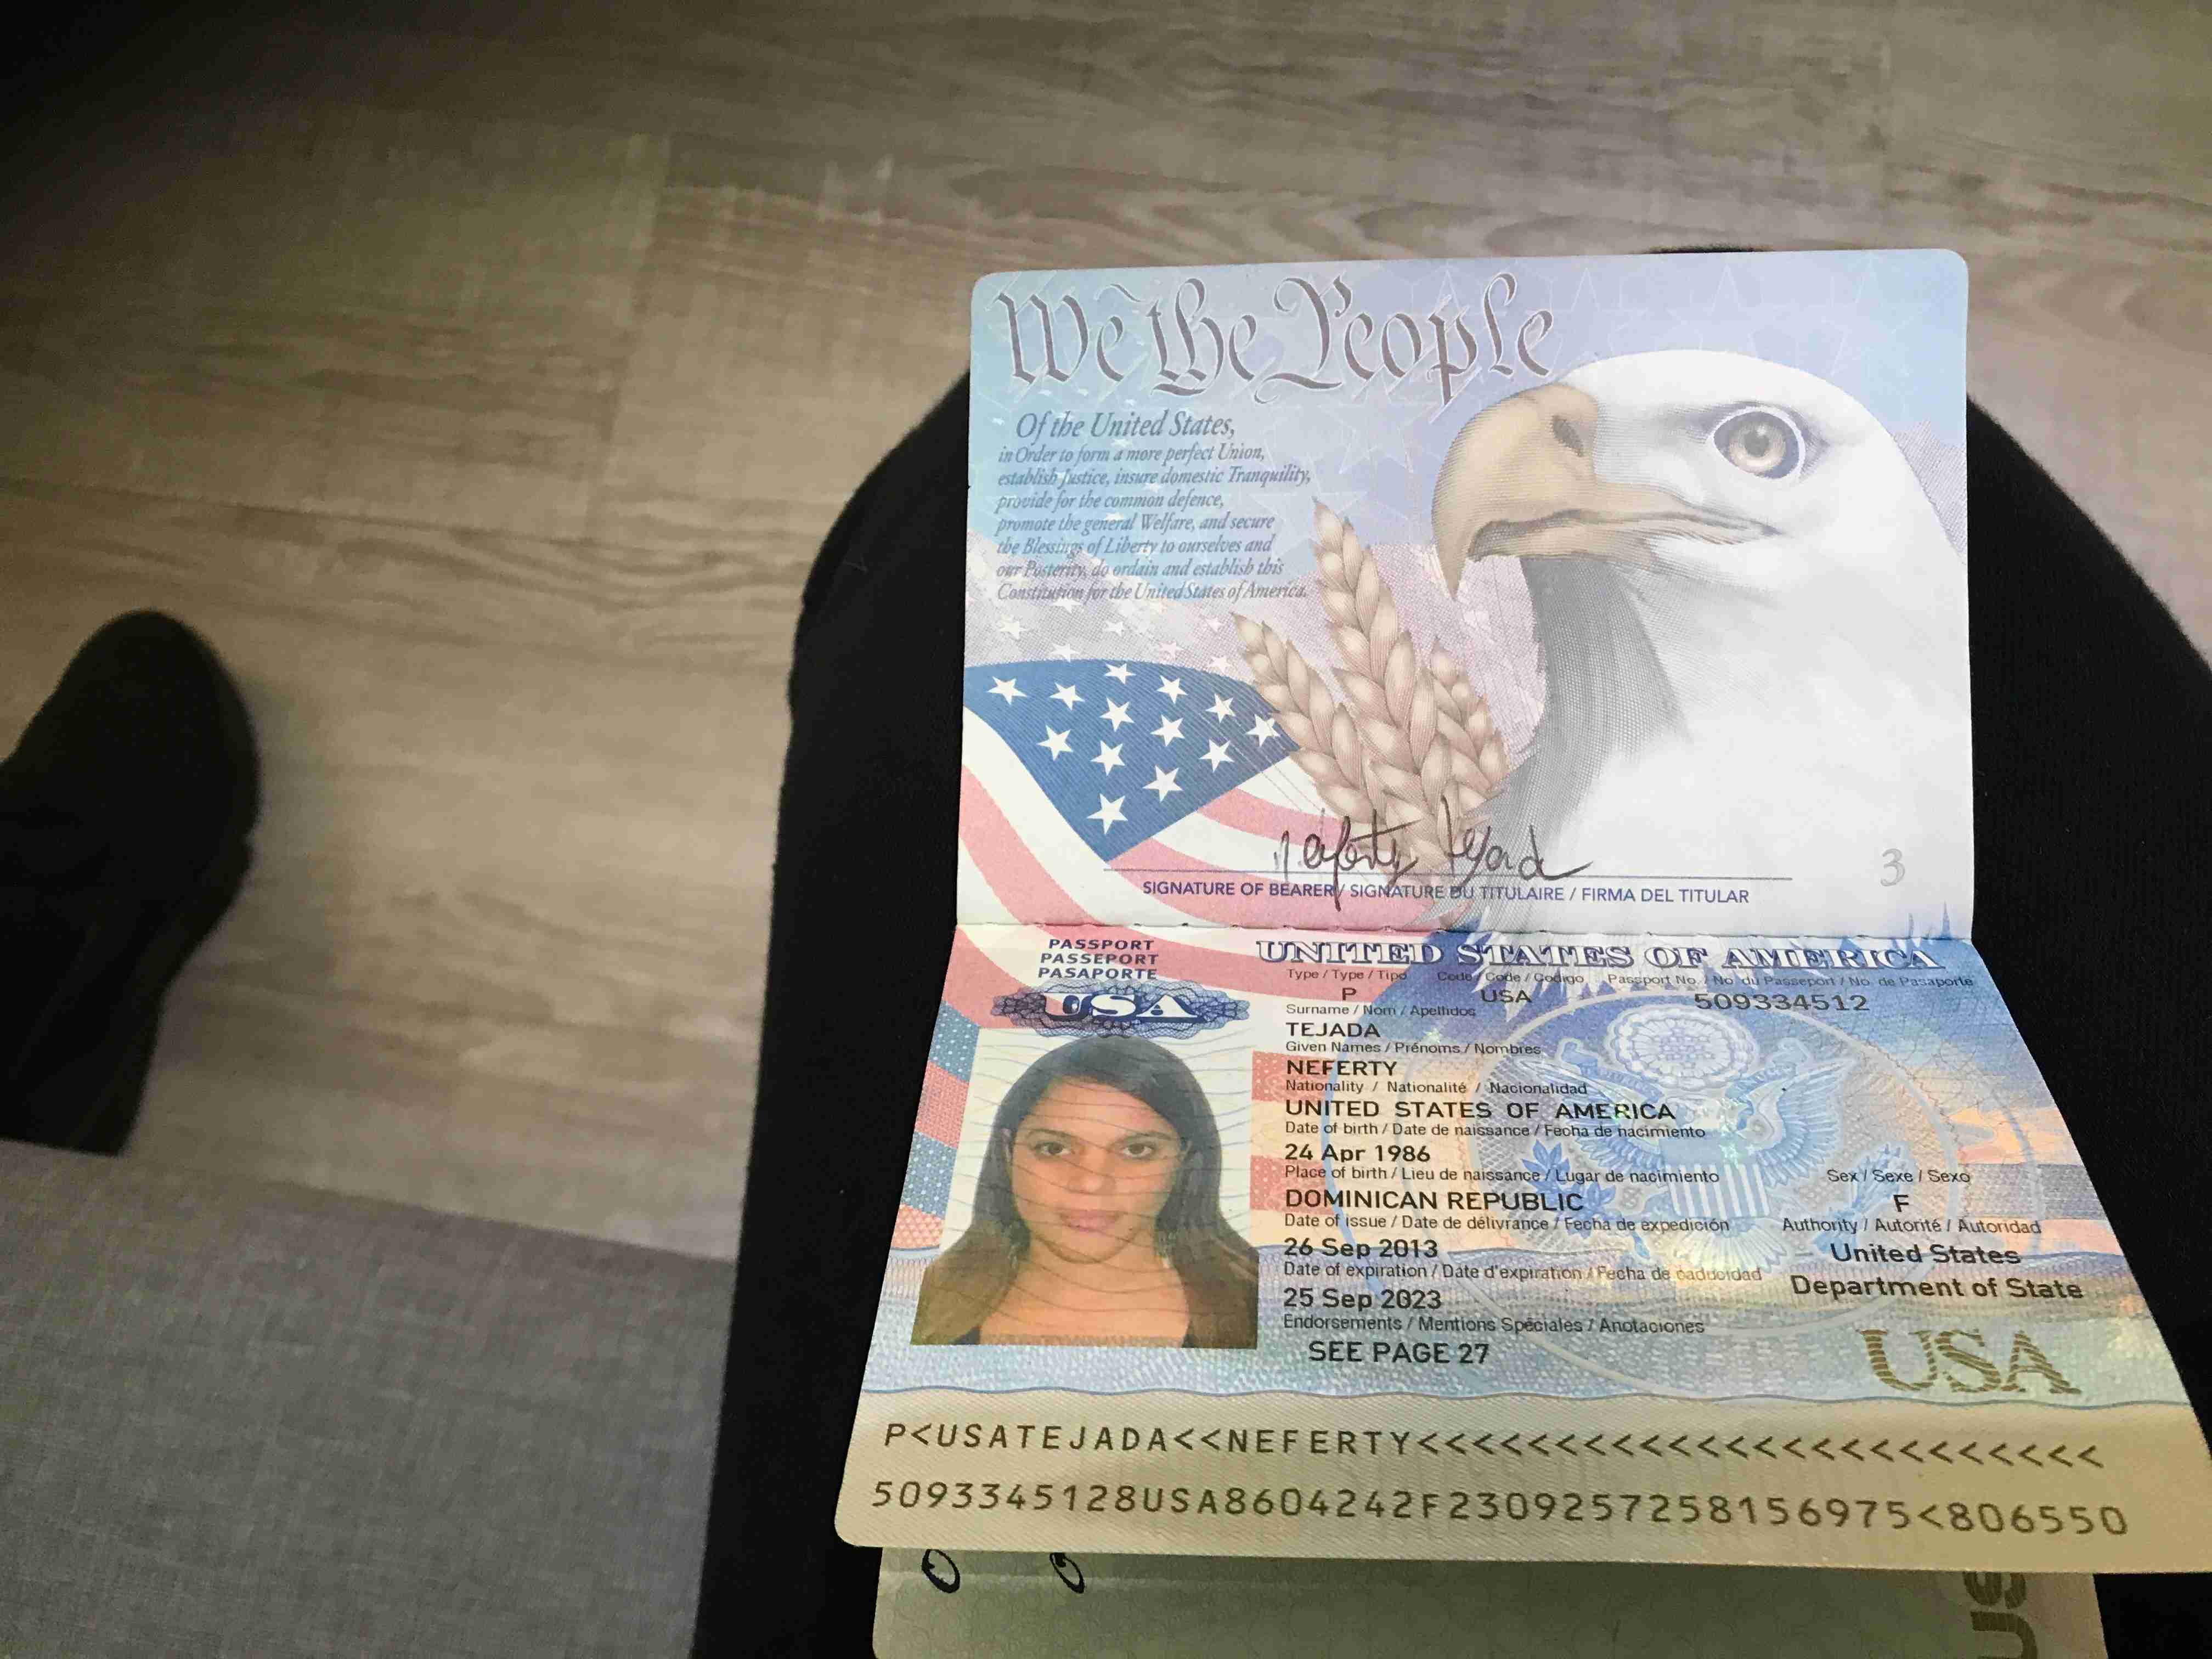 We the People
Of the United States,
in Order to form a more perfect Union,
establish Justice, insure domestic Tranquility,
provide for the common defence,
promote the general Welfare, and secure
the Blessings of Liberty to ourselves and
our Posterity, do ordain and establish this
Constitution for the United States of America.
Neferty Tejada
3
SIGNATURE OF BEARER / SIGNATURE DU TITULAIRE / FIRMA DEL TITULAR
PASSPORT
PASSEPORT
PASAPORTE
USA
UNITED STATES OF AMERICA
Type / Type / Tipo Code / Code / Codigo Passport No. / No. du Passeport / No. de Pasaporte
P USA 509334512
Surname / Nom / Apellidos
TEJADA
Given Names / Prénoms / Nombres
NEFERTY
Nationality / Nationalité / Nacionalidad
UNITED STATES OF AMERICA
Date of birth / Date de naissance / Fecha de nacimiento
24 Apr 1986
Place of birth / Lieu de naissance / Lugar de nacimiento Sex / Sexe / Sexo
DOMINICAN REPUBLIC F
Date of issue / Date de délivrance / Fecha de expedición Authority / Autorité / Autoridad
26 Sep 2013 United States
Date of expiration / Date d'expiration / Fecha de caducidad Department of State
25 Sep 2023
Endorsements / Mentions Spéciales / Anotaciones
SEE PAGE 27
USA
P<USATEJADA<<NEFERTY<<<<<<<<<<<<<<<<<<<<<<<<
5093345128USA8604242F2309257258156975<806550